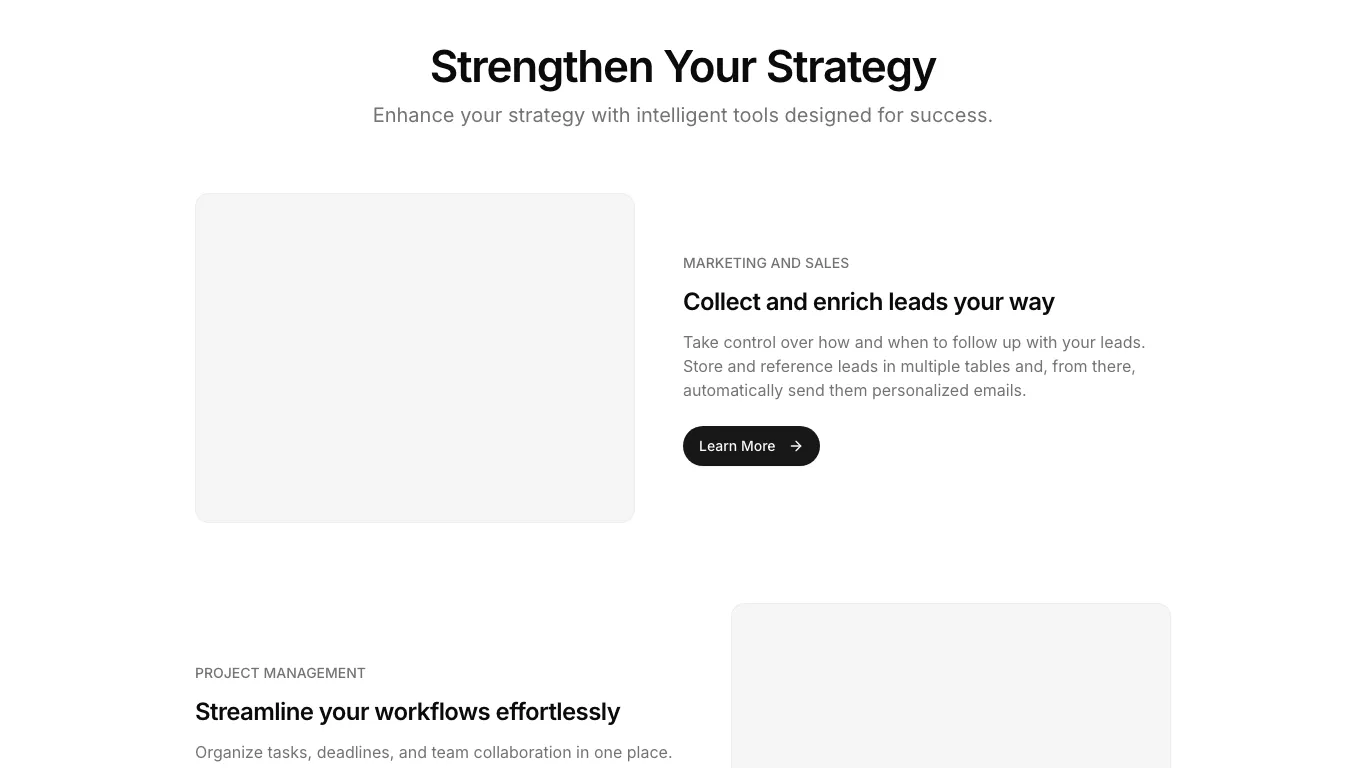 Strengthen Your Strategy
Enhance your strategy with intelligent tools designed for success.
MARKETING AND SALES
Collect and enrich leads your way
Take control over how and when to follow up with your leads.
Store and reference leads in multiple tables and, from there,
automatically send them personalized emails.
Learn More
PROJECT MANAGEMENT
Streamline your workflows effortlessly
Organize tasks, deadlines, and team collaboration in one place.